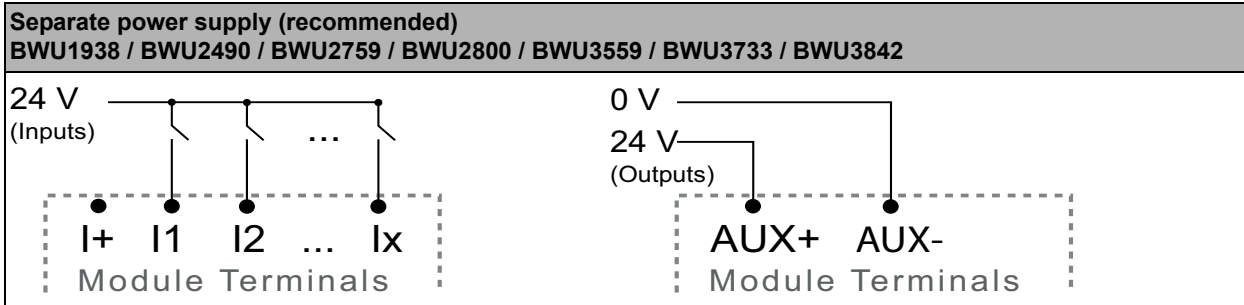 Separate power supply (recommended)
BWU1938 / BWU2490 / BWU2759 / BWU2800 / BWU3559 / BWU3733 / BWU3842
24 V
(Inputs)
...
I+ I1 I2 ... Ix
Module Terminals
0 V
24 V
(Outputs)
AUX+ AUX-
Module Terminals